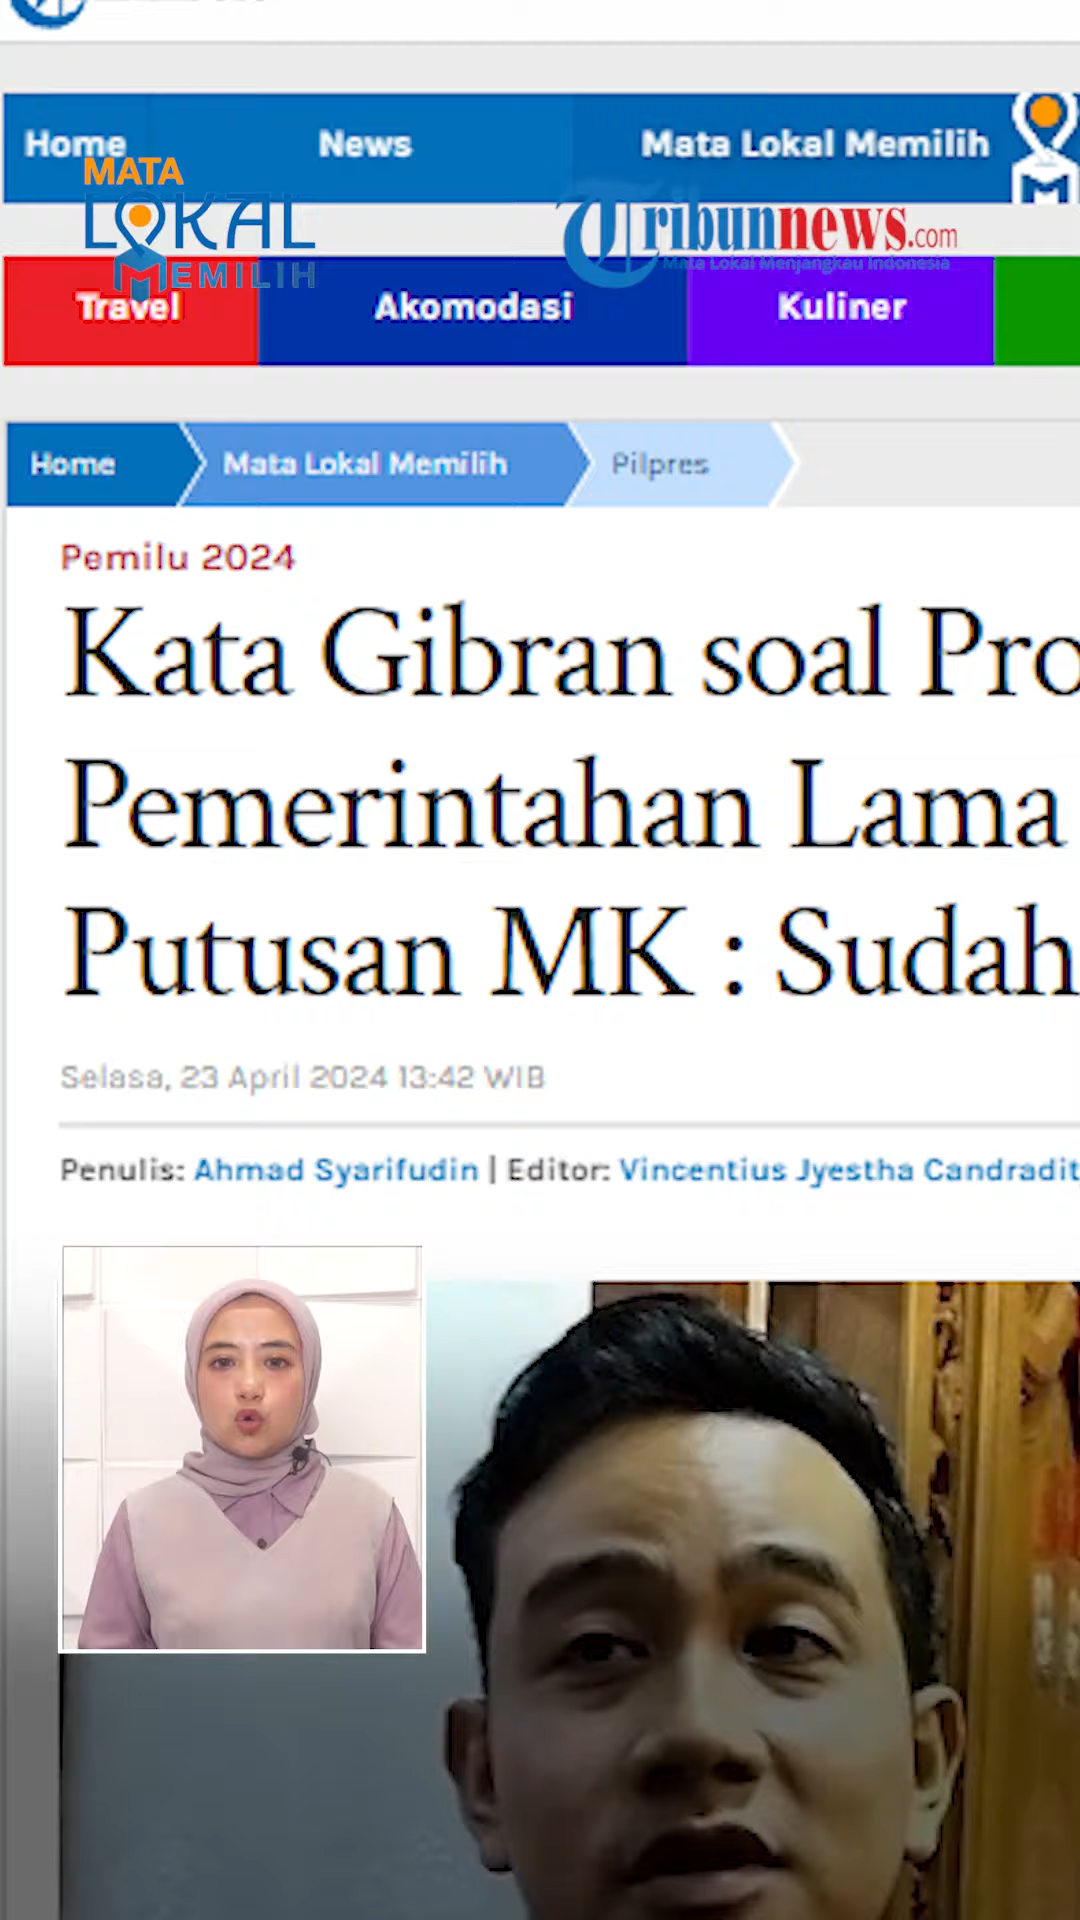 Home News Mata Lokal Memilih
MATA
LOKAL
MEMILIH
Tribunnews.com
Mata Lokal Menjangkau Indonesia
Travel Akomodasi Kuliner
Home Mata Lokal Memilih Pilpres
Pemilu 2024
Kata Gibran soal Pro
Pemerintahan Lama
Putusan MK : Sudah
Selasa, 23 April 2024 13:42 WIB
Penulis: Ahmad Syarifudin | Editor: Vincentius Jyestha Candradit